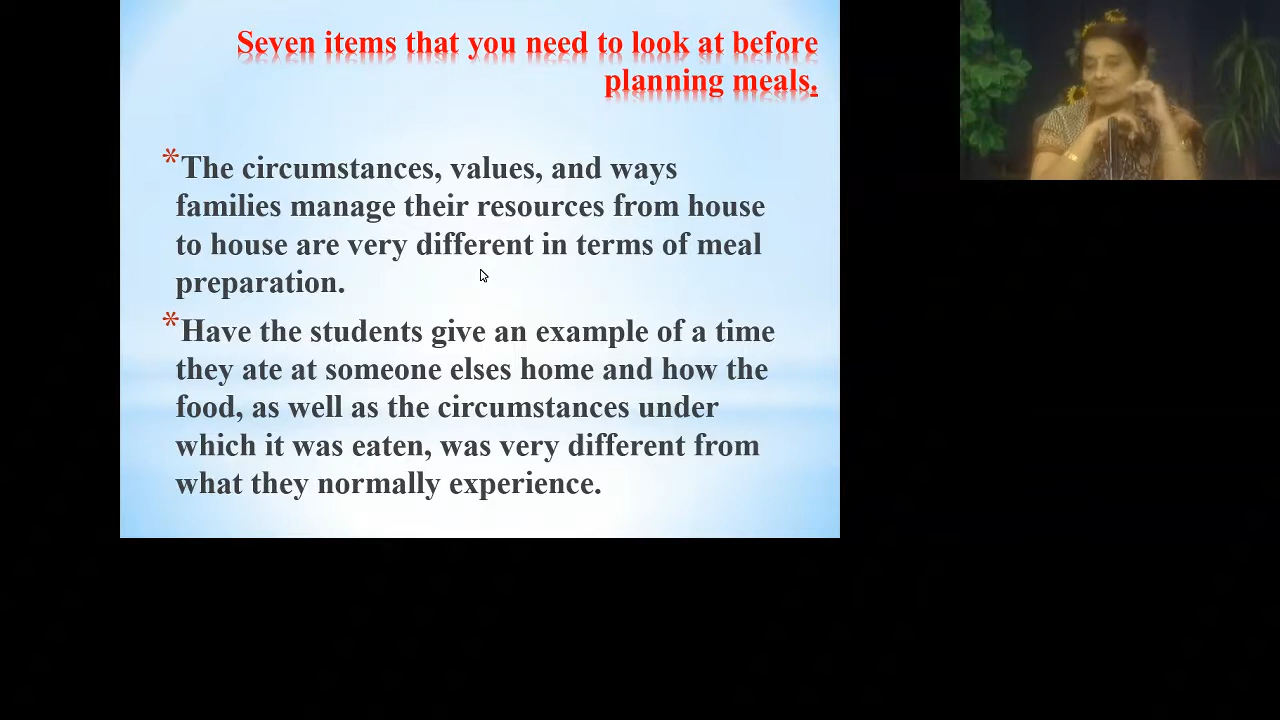 Seven items that you need to look at before
planning meals.
*The circumstances, values, and ways
families manage their resources from house
to house are very different in terms of meal
preparation.
*Have the students give an example of a time
they ate at someone elses home and how the
food, as well as the circumstances under
which it was eaten, was very different from
what they normally experience.